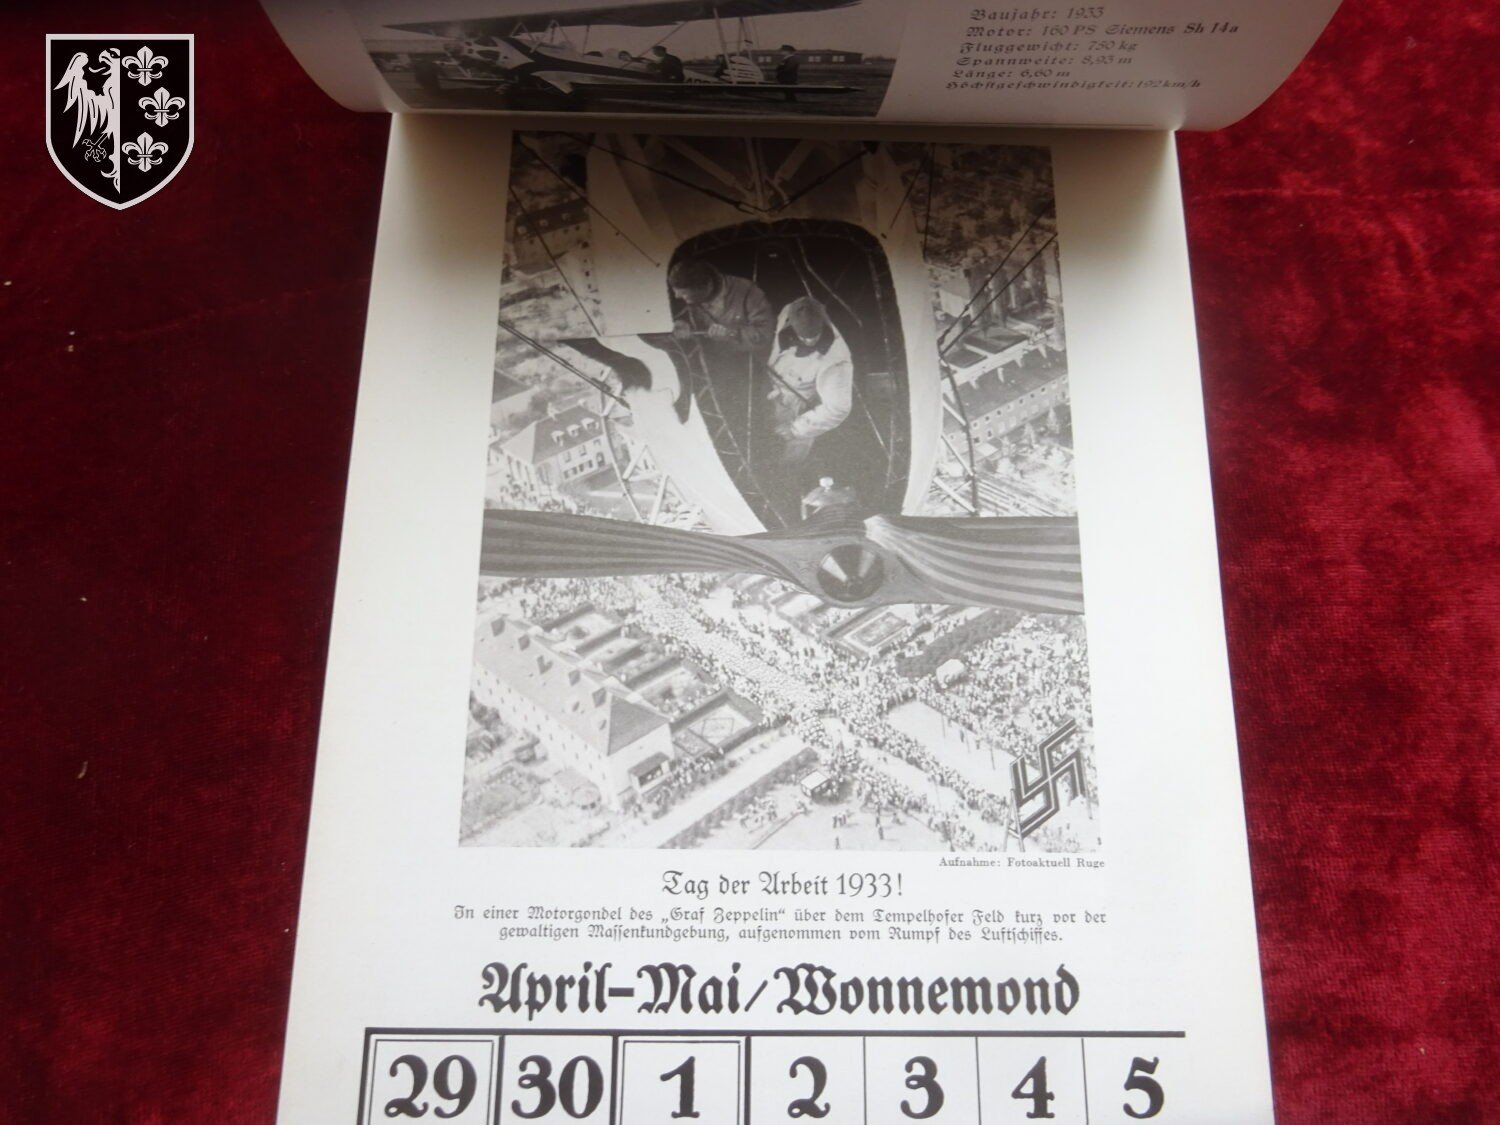 Baujahr: 1933
Motor: 160 PS Siemens Sh 14a
Fluggewicht: 750 kg
Spannweite: 8,93 m
Länge: 6,60 m
Höchstgeschwindigkeit: 192 km/h
Aufnahme: Fotoaktuell Ruge
Tag der Arbeit 1933!
In einer Motorgondel des „Graf Zeppelin“ über dem Tempelhofer Feld kurz vor der
gewaltigen Massenkundgebung, aufgenommen vom Rumpf des Luftschiffes.
April-Mai/Wonnemond
29 30 1 2 3 4 5